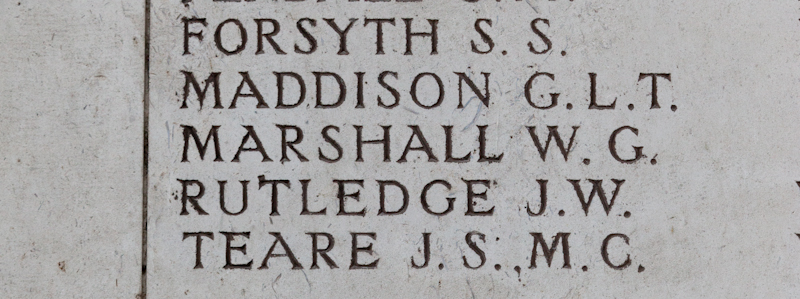 FORSYTH S. S.
MADDISON G. L. T.
MARSHALL W. G.
RUTLEDGE J. W.
TEARE J. S., M. C.